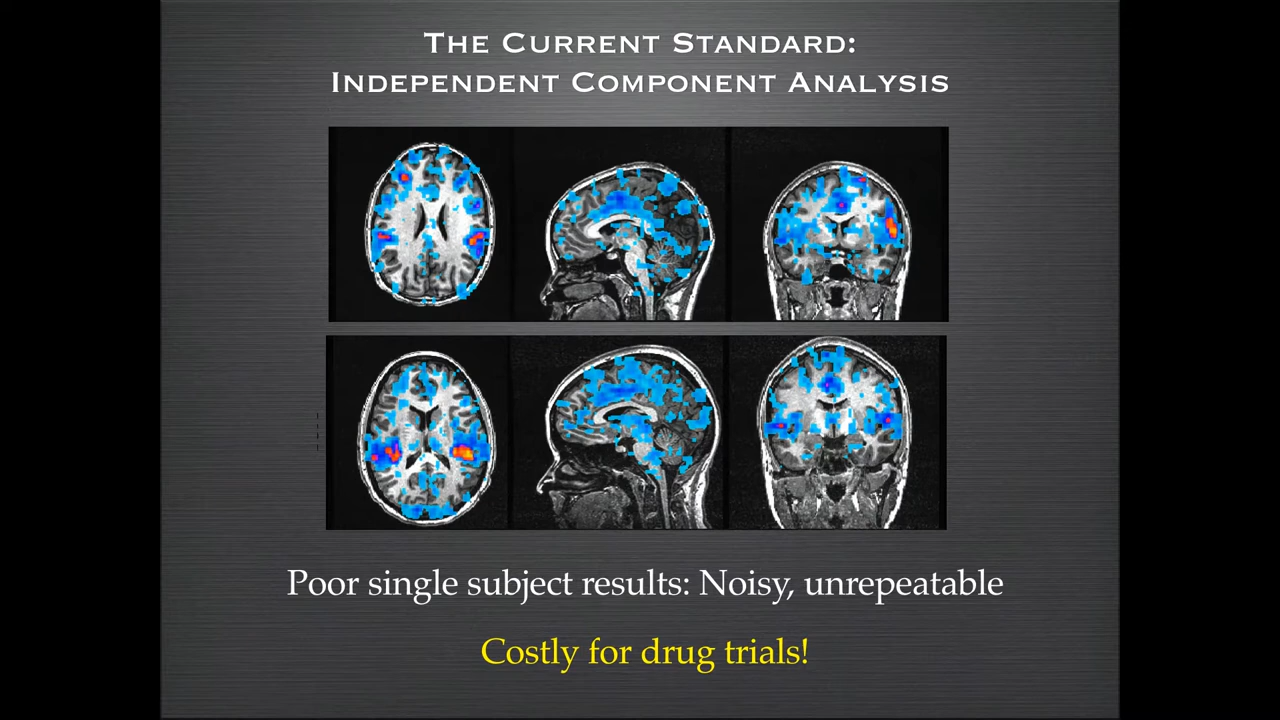 The Current Standard:
Independent Component Analysis
Poor single subject results: Noisy, unrepeatable
Costly for drug trials!